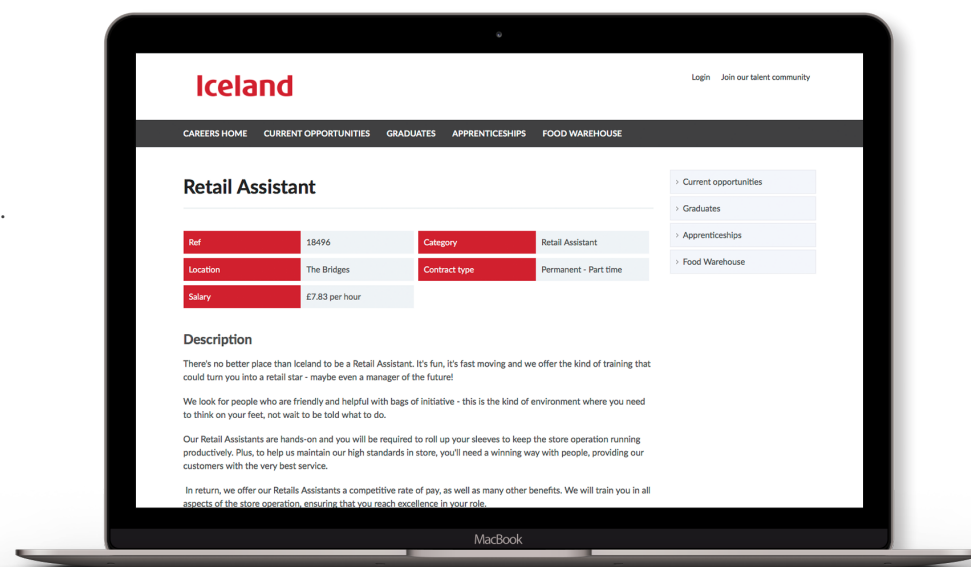 Iceland
Login Join our talent community
CAREERS HOME CURRENT OPPORTUNITIES GRADUATES APPRENTICESHIPS FOOD WAREHOUSE
Retail Assistant
Ref 18496 Category Retail Assistant
Location The Bridges Contract type Permanent - Part time
Salary £7.83 per hour
> Current opportunities
> Graduates
> Apprenticeships
> Food Warehouse
Description
There's no better place than Iceland to be a Retail Assistant. It's fun, it's fast moving and we offer the kind of training that
could turn you into a retail star - maybe even a manager of the future!
We look for people who are friendly and helpful with bags of initiative - this is the kind of environment where you need
to think on your feet, not wait to be told what to do.
Our Retail Assistants are hands-on and you will be required to roll up your sleeves to keep the store operation running
productively. Plus, to help us maintain our high standards in store, you'll need a winning way with people, providing our
customers with the very best service.
In return, we offer our Retails Assistants a competitive rate of pay, as well as many other benefits. We will train you in all
aspects of the store operation, ensuring that you reach excellence in your role.
MacBook
.